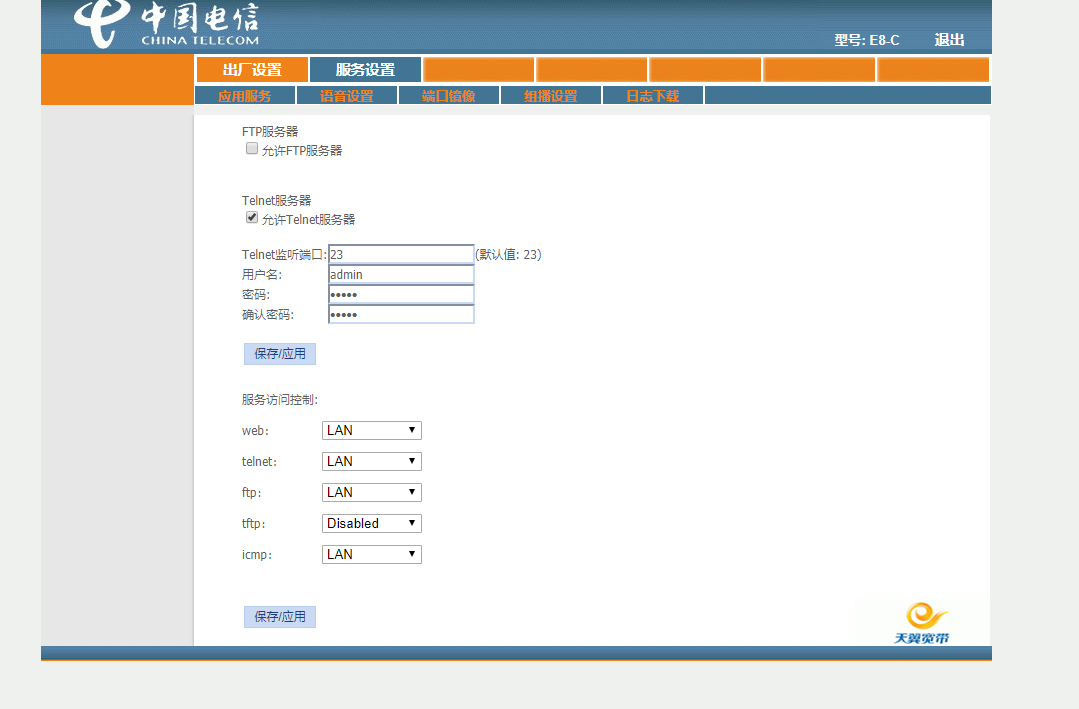 中国电信
CHINA TELECOM
型号: E8-C 退出
出厂设置 服务设置
应用服务 语音设置 端口镜像 组播设置 日志下载
FTP服务器
允许FTP服务器
Telnet服务器
允许Telnet服务器
Telnet监听端口: 23 (默认值: 23)
用户名: admin
密码: •••••
确认密码: •••••
保存/应用
服务访问控制:
web: LAN
telnet: LAN
ftp: LAN
tftp: Disabled
icmp: LAN
保存/应用
天翼宽带